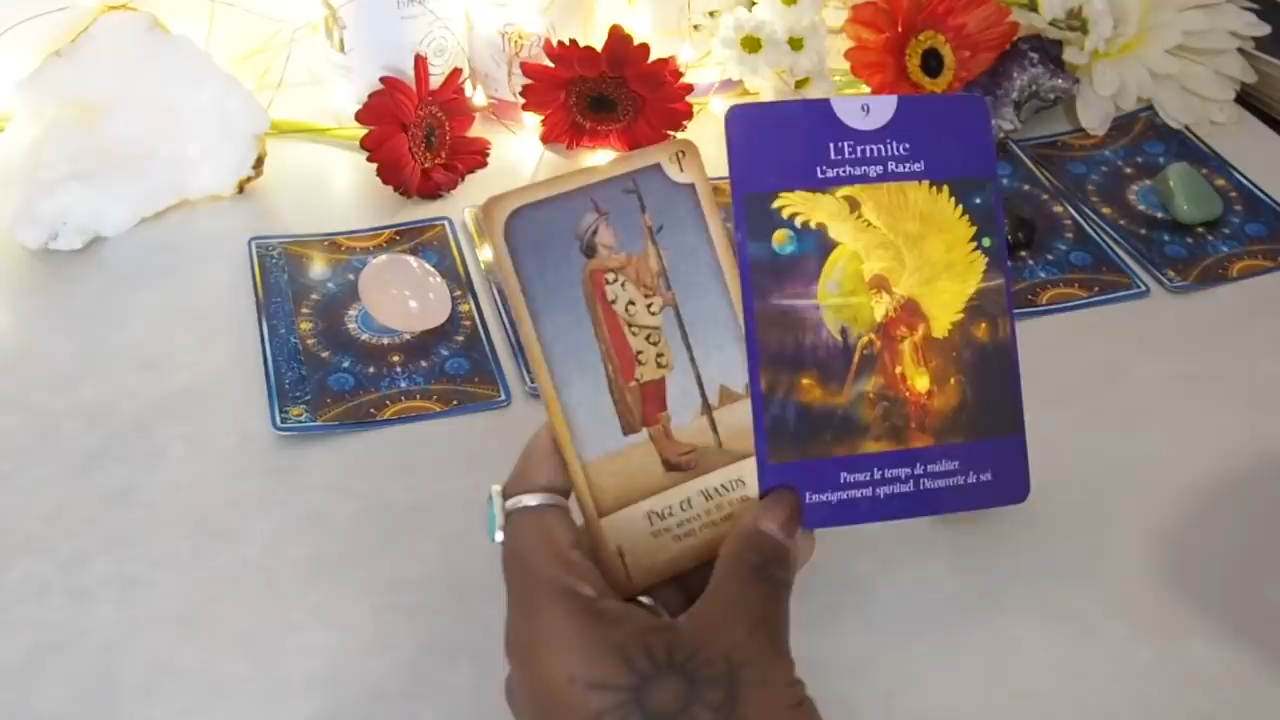 P
PAGE OF WANDS
9
L'Ermite
L'archange Raziel
Prenez le temps de méditer.
Enseignement spirituel. Découverte de soi.